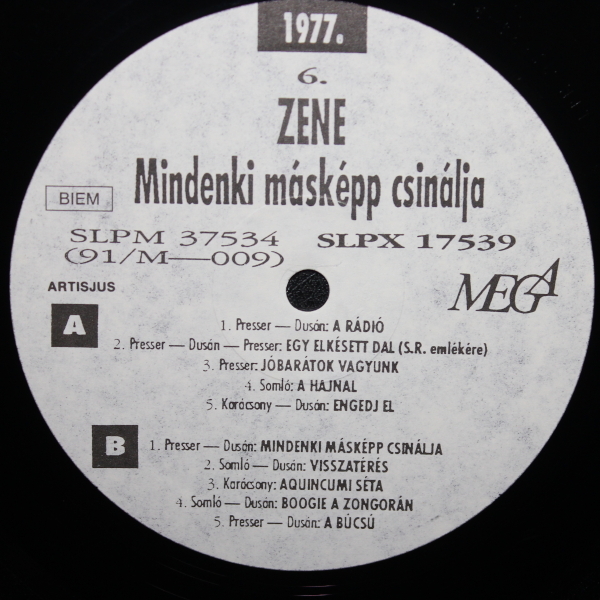 1977.
6.
ZENE
Mindenki másképp csinálja
BIEM
SLPM 37534 SLPX 17539
(91/M—009)
ARTISJUS
MEGA
A
1. Presser — Dusán: A RÁDIÓ
2. Presser — Dusán — Presser: EGY ELKÉSETT DAL (S.R. emlékére)
3. Presser: JÓBARÁTOK VAGYUNK
4. Somló: A HAJNAL
5. Karácsony — Dusán: ENGEDJ EL
B
1. Presser — Dusán: MINDENKI MÁSKÉPP CSINÁLJA
2. Somló — Dusán: VISSZATÉRÉS
3. Karácsony: AQUINCUMI SÉTA
4. Somló — Dusán: BOOGIE A ZONGORÁN
5. Presser — Dusán: A BÚCSÚ